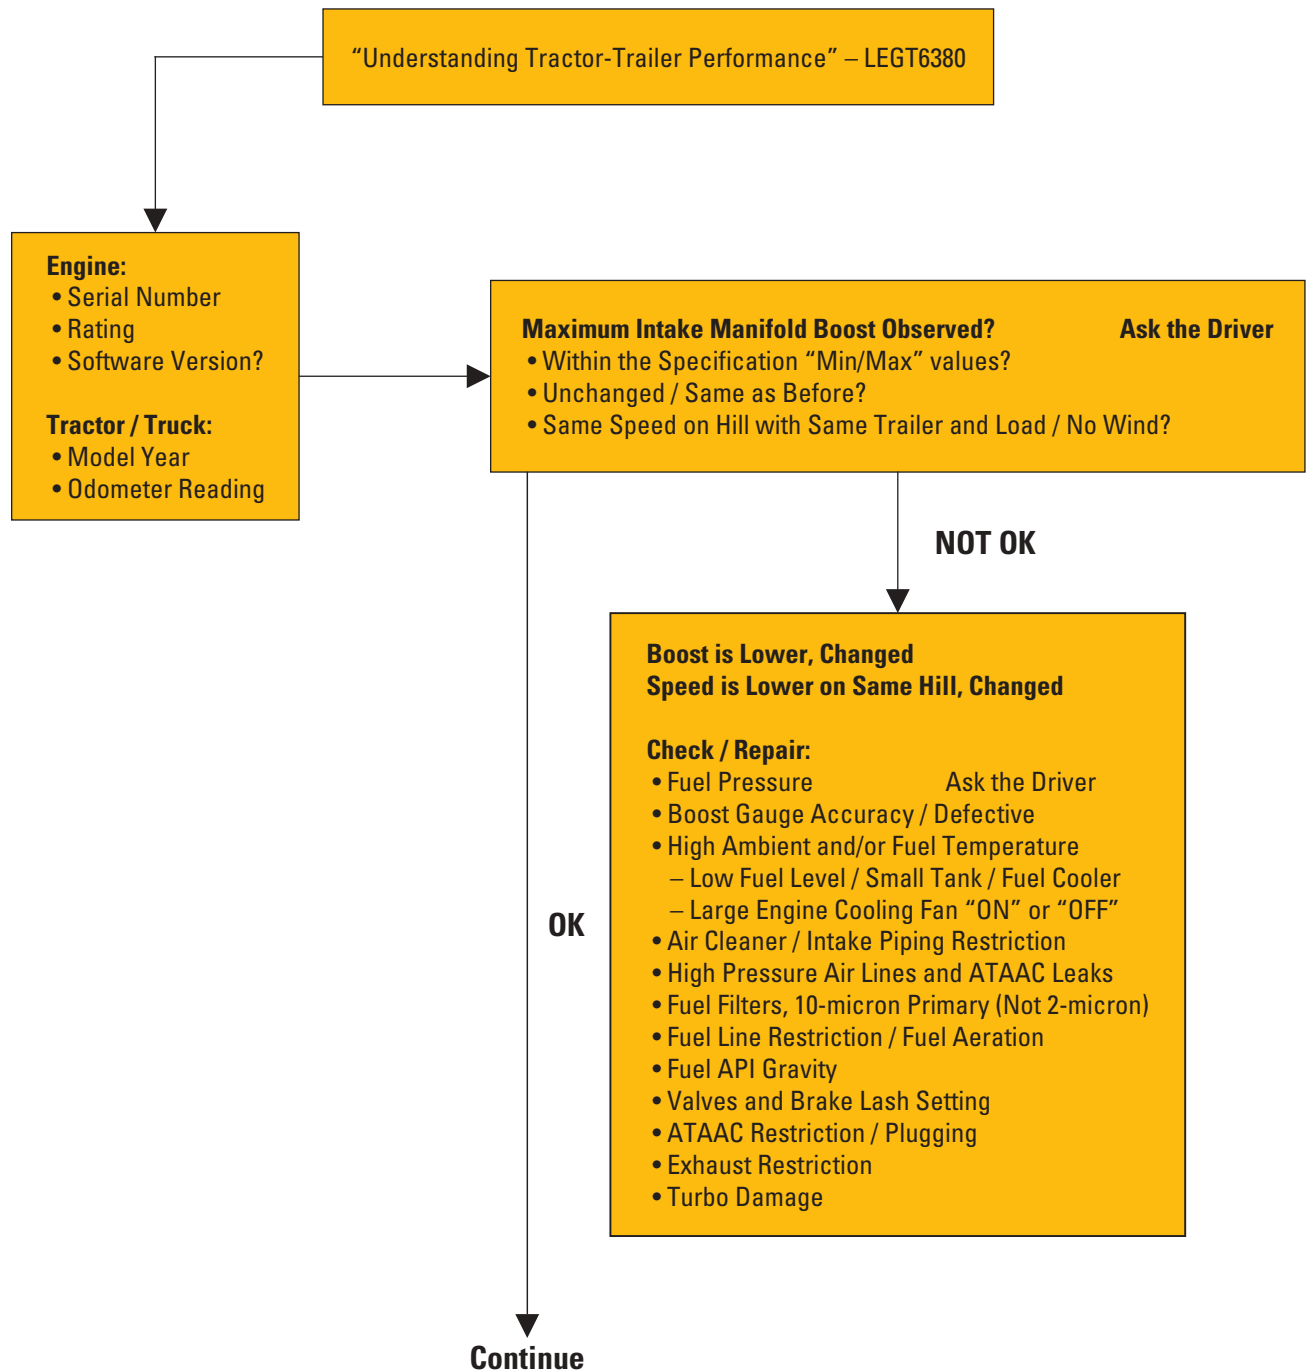 “Understanding Tractor-Trailer Performance” – LEGT6380
Engine:
• Serial Number
• Rating
• Software Version?
Tractor / Truck:
• Model Year
• Odometer Reading
Maximum Intake Manifold Boost Observed? Ask the Driver
• Within the Specification “Min/Max” values?
• Unchanged / Same as Before?
• Same Speed on Hill with Same Trailer and Load / No Wind?
NOT OK
Boost is Lower, Changed
Speed is Lower on Same Hill, Changed
Check / Repair:
• Fuel Pressure Ask the Driver
• Boost Gauge Accuracy / Defective
• High Ambient and/or Fuel Temperature
– Low Fuel Level / Small Tank / Fuel Cooler
– Large Engine Cooling Fan “ON” or “OFF”
• Air Cleaner / Intake Piping Restriction
• High Pressure Air Lines and ATAAC Leaks
• Fuel Filters, 10-micron Primary (Not 2-micron)
• Fuel Line Restriction / Fuel Aeration
• Fuel API Gravity
• Valves and Brake Lash Setting
• ATAAC Restriction / Plugging
• Exhaust Restriction
• Turbo Damage
OK
Continue